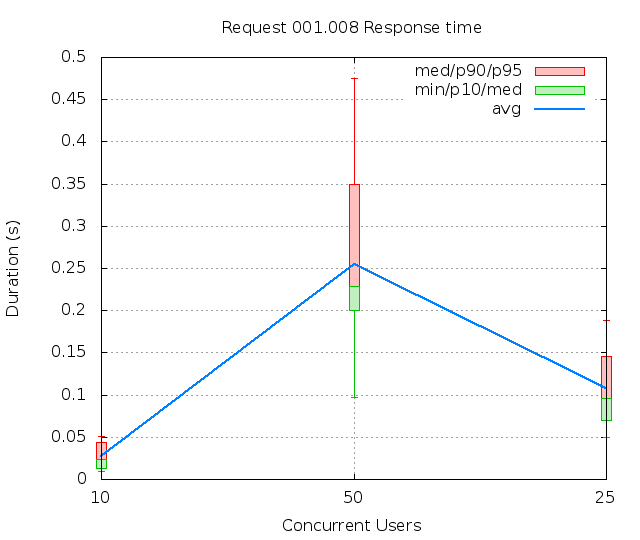 Request 001.008 Response time
med/p90/p95
min/p10/med
avg
0.5
0.45
0.4
0.35
0.3
0.25
0.2
0.15
0.1
0.05
0
Duration (s)
10 50 25
Concurrent Users